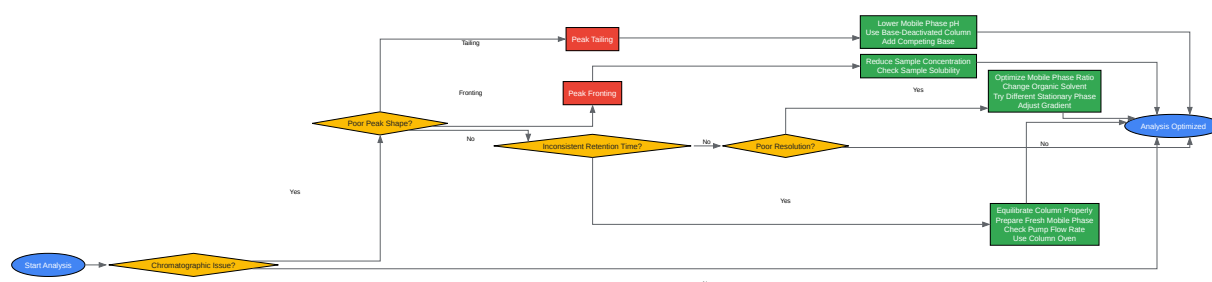 Lower Mobile Phase pH
Use Base-Deactivated Column
Add Competing Base
Tailing
Peak Tailing
Reduce Sample Concentration
Check Sample Solubility
Optimize Mobile Phase Ratio
Change Organic Solvent
Try Different Stationary Phase
Adjust Gradient
Fronting
Peak Fronting
Yes
Poor Peak Shape?
Analysis Optimized
No
Inconsistent Retention Time?
No
Poor Resolution?
No
Yes
Yes
Equilibrate Column Properly
Prepare Fresh Mobile Phase
Check Pump Flow Rate
Use Column Oven
Start Analysis
Chromatographic Issue?